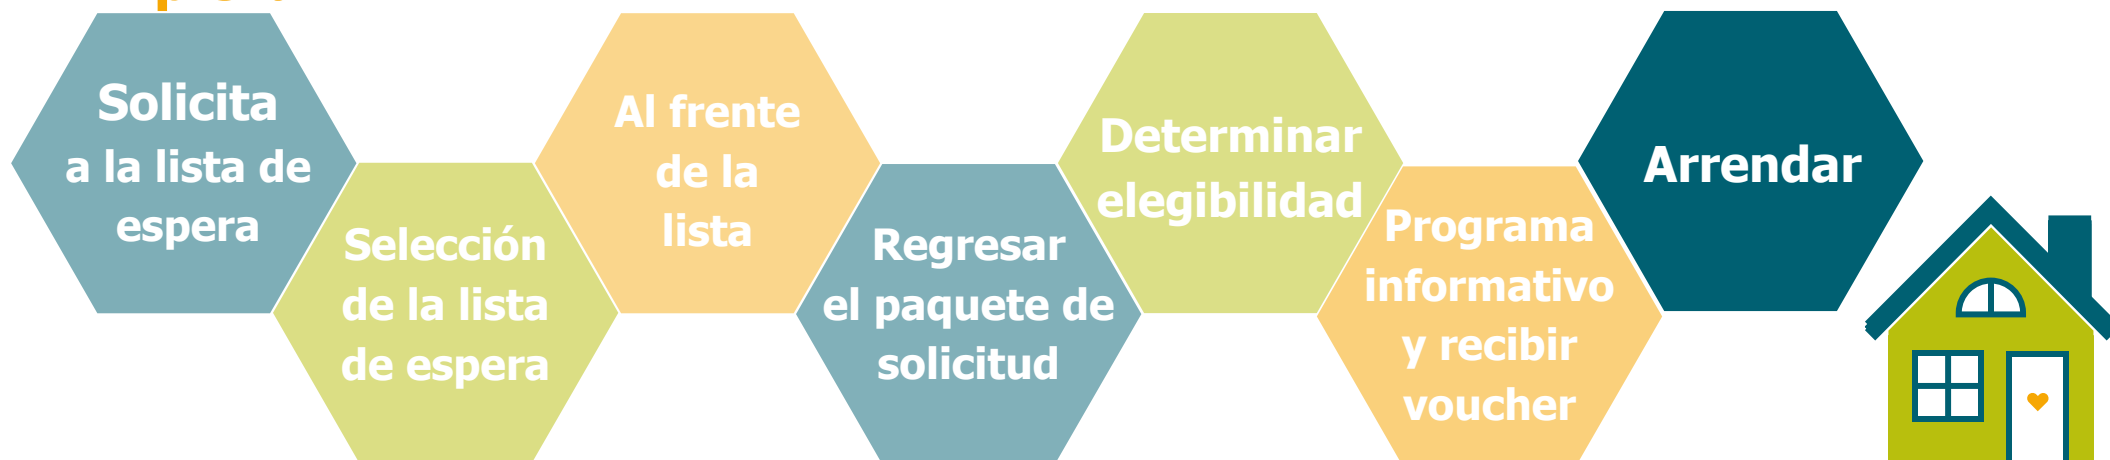 Solicita
a la lista de
espera
Selección
de la lista
de espera
Al frente
de la
lista
Regresar
el paquete de
solicitud
Determinar
elegibilidad
Programa
informativo
y recibir
voucher
Arrendar